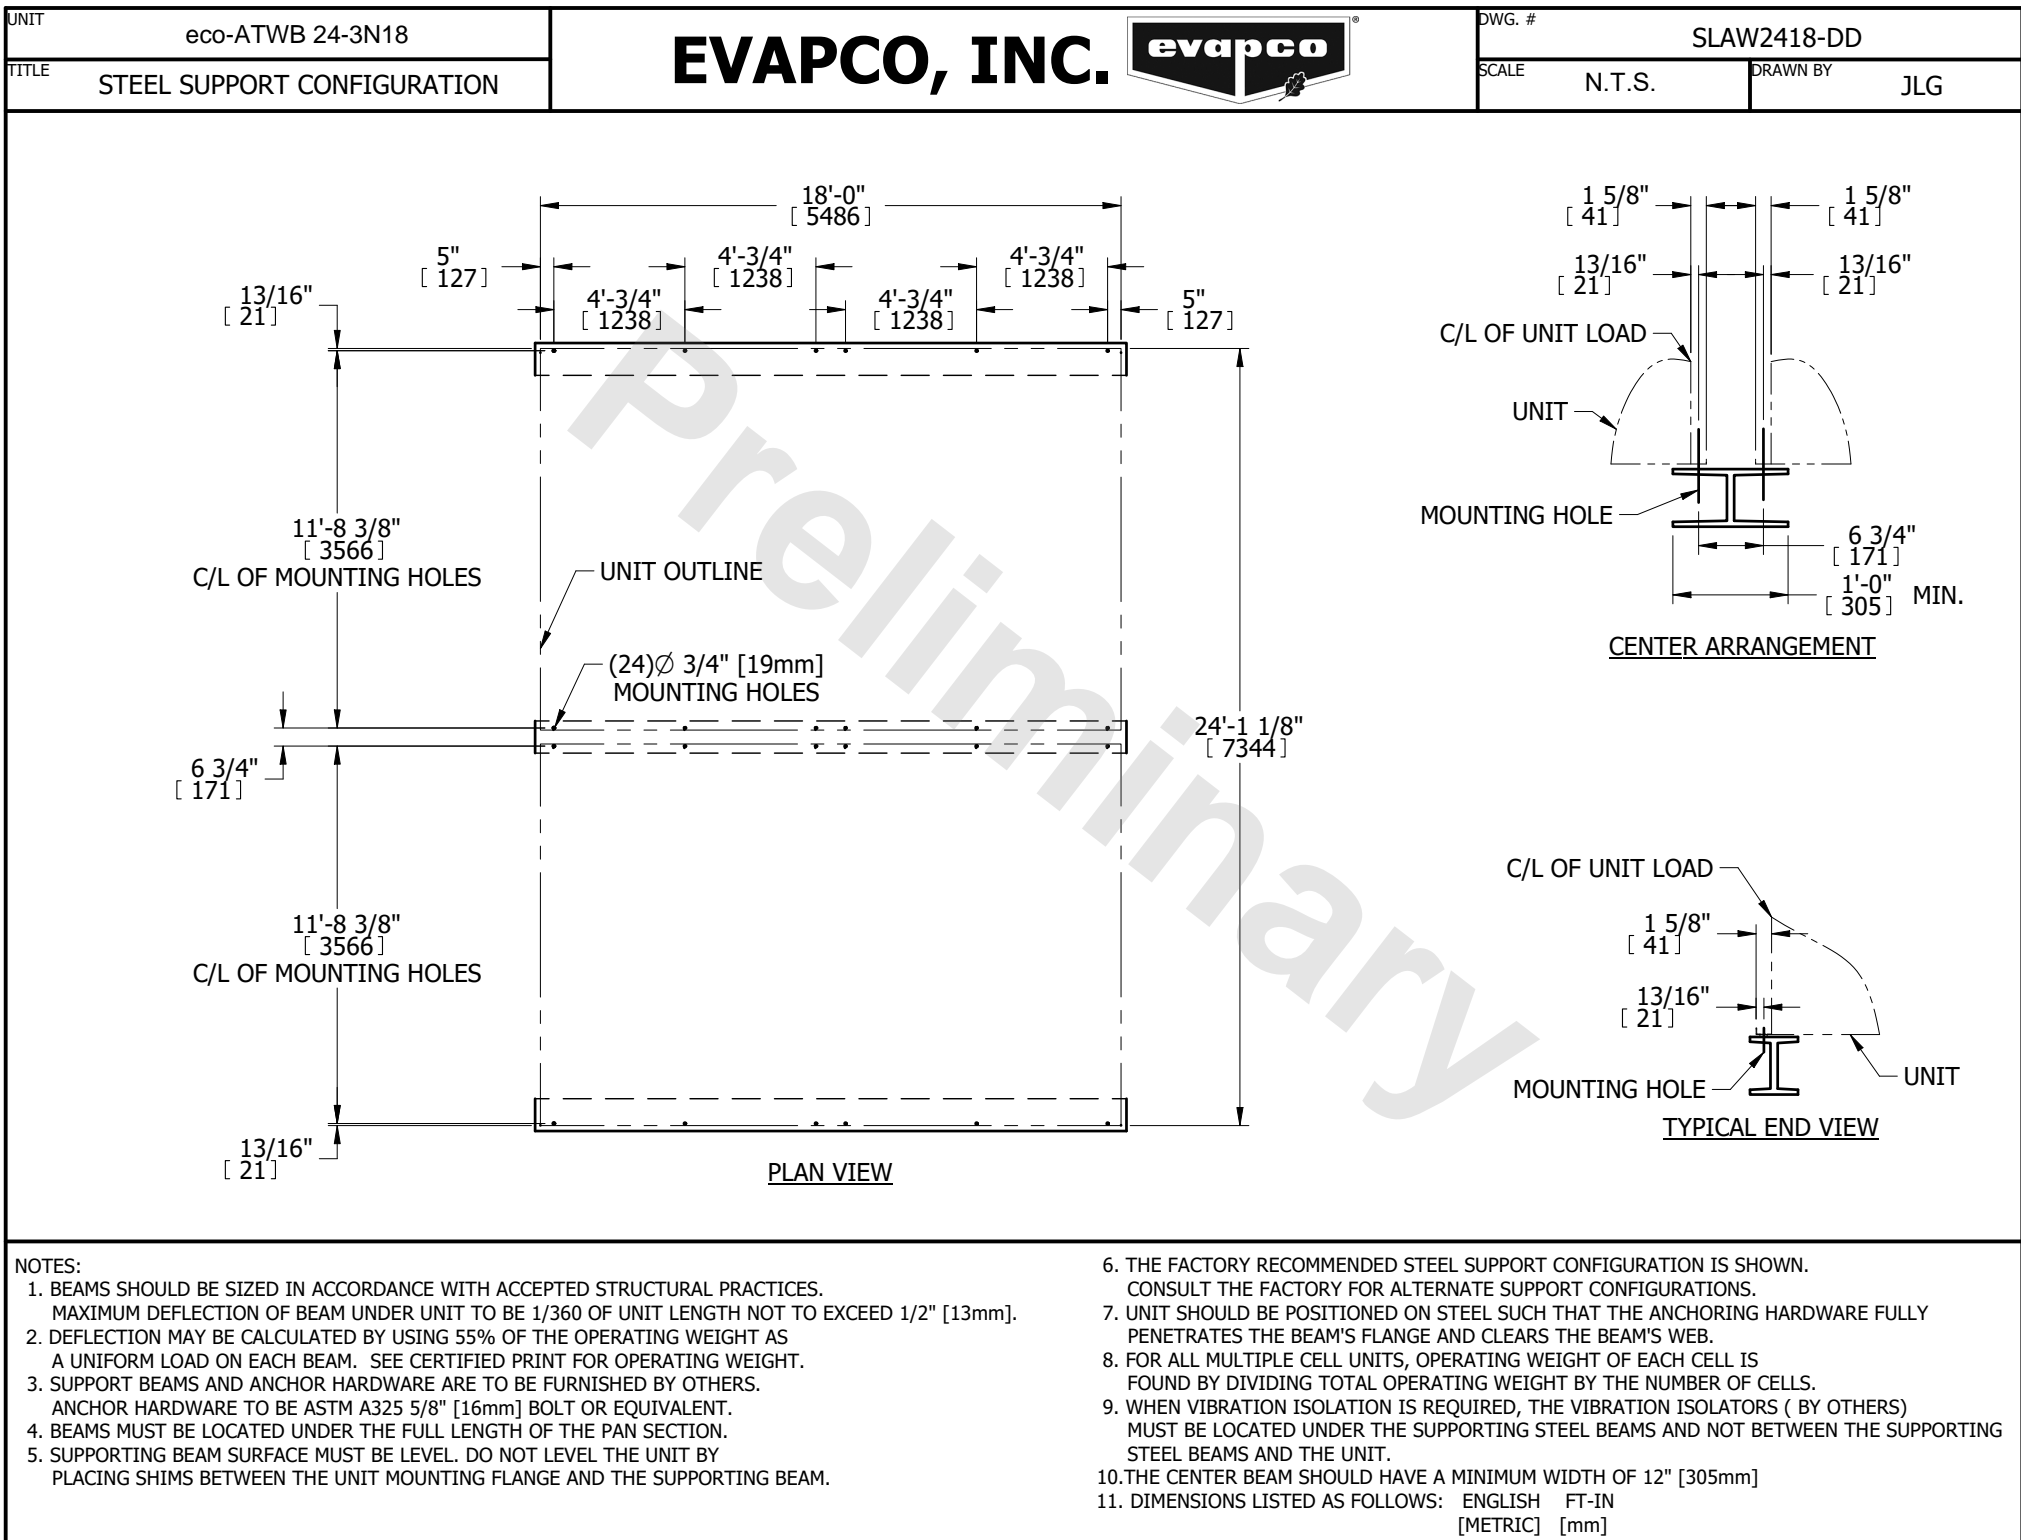 UNIT
eco-ATWB 24-3N18
TITLE
STEEL SUPPORT CONFIGURATION
EVAPCO, INC.
evapco
®
DWG. #
SLAW2418-DD
SCALE
N.T.S.
DRAWN BY
JLG
18'-0"
[ 5486 ]
5"
[ 127 ]
4'-3/4"
[ 1238 ]
4'-3/4"
[ 1238 ]
13/16"
[ 21 ]
4'-3/4"
[ 1238 ]
4'-3/4"
[ 1238 ]
5"
[ 127 ]
11'-8 3/8"
[ 3566 ]
C/L OF MOUNTING HOLES
UNIT OUTLINE
(24)Ø 3/4" [19mm]
MOUNTING HOLES
24'-1 1/8"
[ 7344 ]
6 3/4"
[ 171 ]
11'-8 3/8"
[ 3566 ]
C/L OF MOUNTING HOLES
13/16"
[ 21 ]
PLAN VIEW
Preliminary
1 5/8"
[ 41 ]
1 5/8"
[ 41 ]
13/16"
[ 21 ]
13/16"
[ 21 ]
C/L OF UNIT LOAD
UNIT
MOUNTING HOLE
6 3/4"
[ 171 ]
1'-0"
[ 305 ] MIN.
CENTER ARRANGEMENT
C/L OF UNIT LOAD
1 5/8"
[ 41 ]
13/16"
[ 21 ]
MOUNTING HOLE
UNIT
TYPICAL END VIEW
NOTES:
1. BEAMS SHOULD BE SIZED IN ACCORDANCE WITH ACCEPTED STRUCTURAL PRACTICES.
MAXIMUM DEFLECTION OF BEAM UNDER UNIT TO BE 1/360 OF UNIT LENGTH NOT TO EXCEED 1/2" [13mm].
2. DEFLECTION MAY BE CALCULATED BY USING 55% OF THE OPERATING WEIGHT AS
A UNIFORM LOAD ON EACH BEAM. SEE CERTIFIED PRINT FOR OPERATING WEIGHT.
3. SUPPORT BEAMS AND ANCHOR HARDWARE ARE TO BE FURNISHED BY OTHERS.
ANCHOR HARDWARE TO BE ASTM A325 5/8" [16mm] BOLT OR EQUIVALENT.
4. BEAMS MUST BE LOCATED UNDER THE FULL LENGTH OF THE PAN SECTION.
5. SUPPORTING BEAM SURFACE MUST BE LEVEL. DO NOT LEVEL THE UNIT BY
PLACING SHIMS BETWEEN THE UNIT MOUNTING FLANGE AND THE SUPPORTING BEAM.
6. THE FACTORY RECOMMENDED STEEL SUPPORT CONFIGURATION IS SHOWN.
CONSULT THE FACTORY FOR ALTERNATE SUPPORT CONFIGURATIONS.
7. UNIT SHOULD BE POSITIONED ON STEEL SUCH THAT THE ANCHORING HARDWARE FULLY
PENETRATES THE BEAM'S FLANGE AND CLEARS THE BEAM'S WEB.
8. FOR ALL MULTIPLE CELL UNITS, OPERATING WEIGHT OF EACH CELL IS
FOUND BY DIVIDING TOTAL OPERATING WEIGHT BY THE NUMBER OF CELLS.
9. WHEN VIBRATION ISOLATION IS REQUIRED, THE VIBRATION ISOLATORS ( BY OTHERS)
MUST BE LOCATED UNDER THE SUPPORTING STEEL BEAMS AND NOT BETWEEN THE SUPPORTING
STEEL BEAMS AND THE UNIT.
10.THE CENTER BEAM SHOULD HAVE A MINIMUM WIDTH OF 12" [305mm]
11. DIMENSIONS LISTED AS FOLLOWS: ENGLISH FT-IN
[METRIC] [mm]